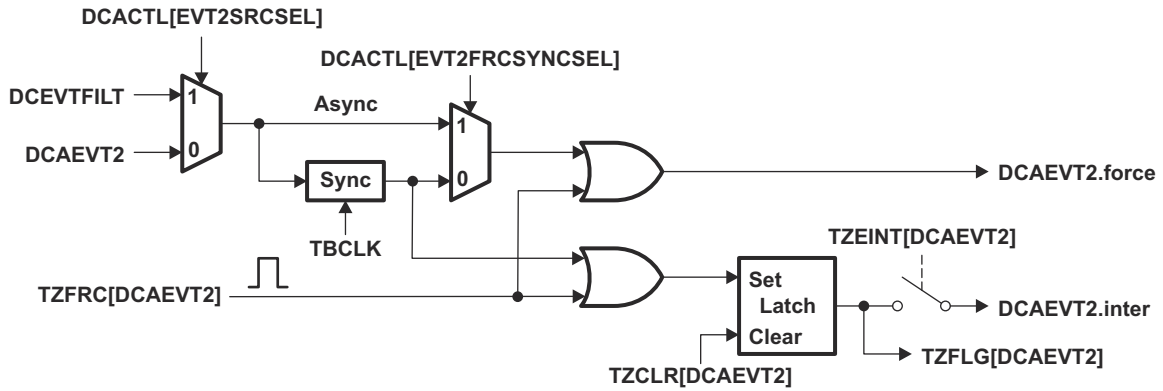 DCACTL[EVT2SRCSEL]
DCACTL[EVT2FRCSYNCSEL]
DCEVTFILT
1
Async
1
DCAEVT2
0
Sync
0
DCAEVT2.force
TBCLK
TZEINT[DCAEVT2]
TZFRC[DCAEVT2]
Set
Latch
DCAEVT2.inter
Clear
TZCLR[DCAEVT2]
TZFLG[DCAEVT2]